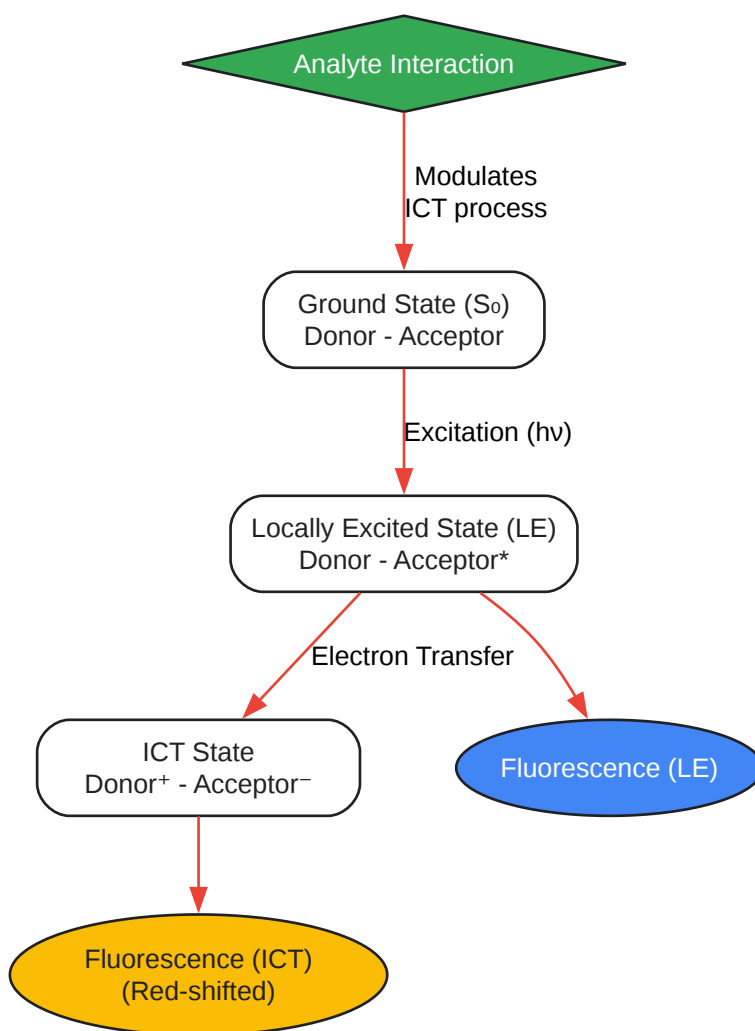 Analyte Interaction
Modulates
ICT process
Ground State (S₀)
Donor - Acceptor
Excitation (hν)
Locally Excited State (LE)
Donor - Acceptor*
Electron Transfer
ICT State
Donor⁺ - Acceptor⁻
Fluorescence (LE)
Fluorescence (ICT)
(Red-shifted)